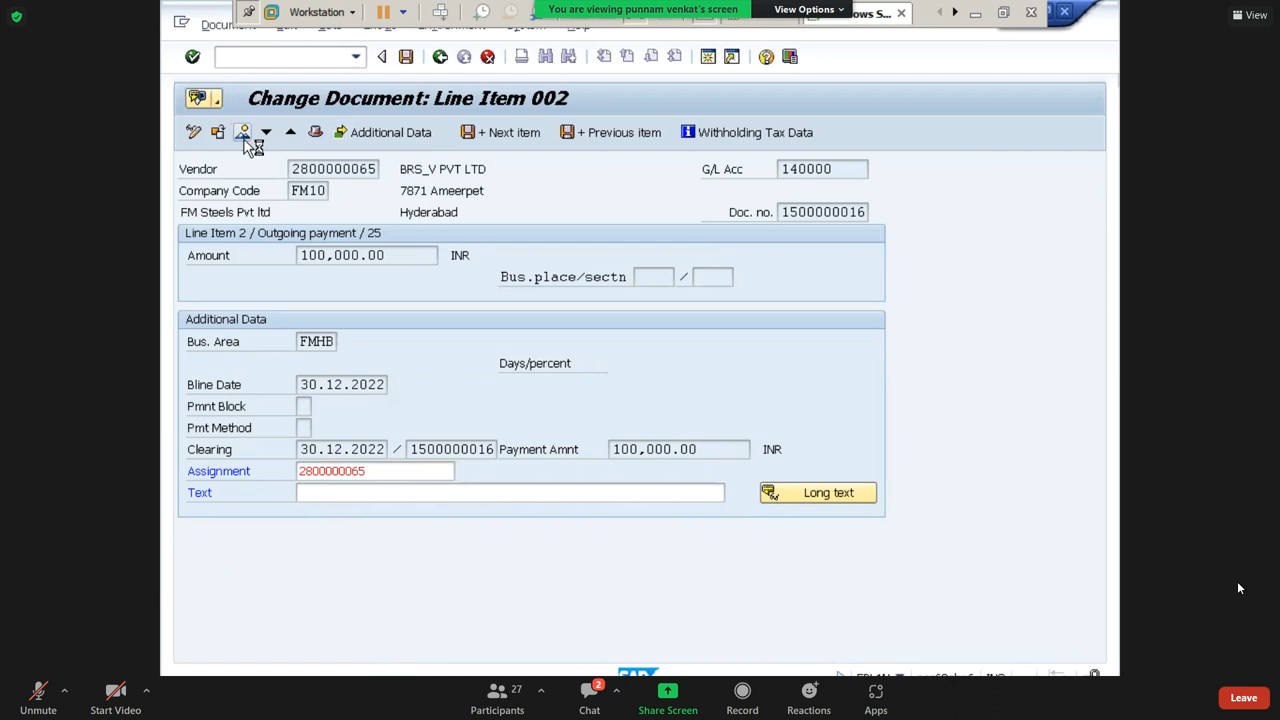 Workstation
You are viewing punnam venkat's screen
View Options
ows S...
View
Change Document: Line Item 002
Additional Data
+ Next item
+ Previous item
Withholding Tax Data
Vendor 2800000065 BRS_V PVT LTD G/L Acc 140000
Company Code FM10 7871 Ameerpet
FM Steels Pvt ltd Hyderabad Doc. no. 1500000016
Line Item 2 / Outgoing payment / 25
Amount 100,000.00 INR
Bus.place/sectn /
Additional Data
Bus. Area FMHB
Days/percent
Bline Date 30.12.2022
Pmnt Block
Pmt Method
Clearing 30.12.2022 / 1500000016 Payment Amnt 100,000.00 INR
Assignment 2800000065
Text Long text
27
2
Unmute
Start Video
Participants
Chat
Share Screen
Record
Reactions
Apps
Leave